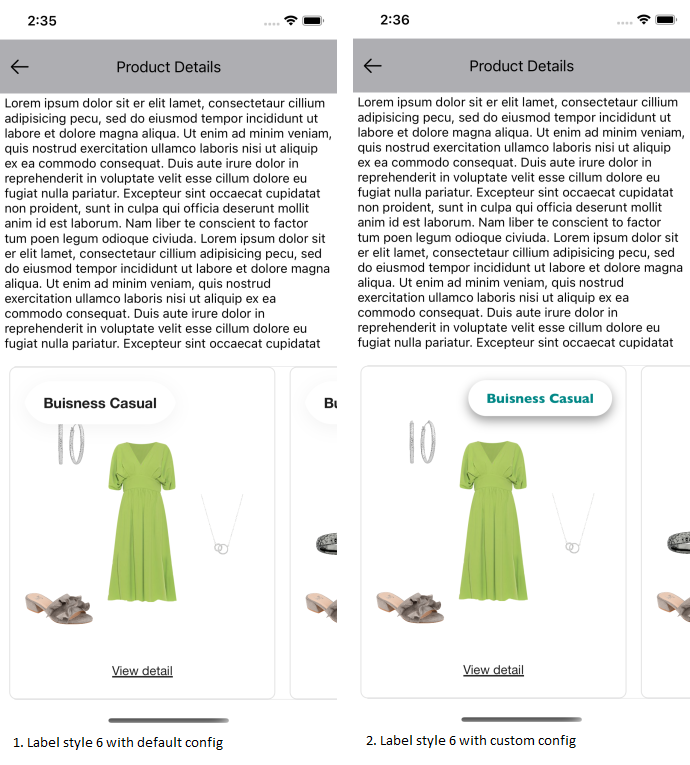 2:35
Product Details
Lorem ipsum dolor sit er elit lamet, consectetaur cillium
adipisicing pecu, sed do eiusmod tempor incididunt ut
labore et dolore magna aliqua. Ut enim ad minim veniam,
quis nostrud exercitation ullamco laboris nisi ut aliquip
ex ea commodo consequat. Duis aute irure dolor in
reprehenderit in voluptate velit esse cillum dolore eu
fugiat nulla pariatur. Excepteur sint occaecat cupidatat
non proident, sunt in culpa qui officia deserunt mollit
anim id est laborum. Nam liber te conscient to factor
tum poen legum odioque civiuda. Lorem ipsum dolor sit
er elit lamet, consectetaur cillium adipisicing pecu, sed
do eiusmod tempor incididunt ut labore et dolore magna
aliqua. Ut enim ad minim veniam, quis nostrud
exercitation ullamco laboris nisi ut aliquip ex ea
commodo consequat. Duis aute irure dolor in
reprehenderit in voluptate velit esse cillum dolore eu
fugiat nulla pariatur. Excepteur sint occaecat cupidatat
Buisness Casual
Bu
View detail
1. Label style 6 with default config
2:36
Product Details
Lorem ipsum dolor sit er elit lamet, consectetaur cillium
adipisicing pecu, sed do eiusmod tempor incididunt ut
labore et dolore magna aliqua. Ut enim ad minim veniam,
quis nostrud exercitation ullamco laboris nisi ut aliquip
ex ea commodo consequat. Duis aute irure dolor in
reprehenderit in voluptate velit esse cillum dolore eu
fugiat nulla pariatur. Excepteur sint occaecat cupidatat
non proident, sunt in culpa qui officia deserunt mollit
anim id est laborum. Nam liber te conscient to factor
tum poen legum odioque civiuda. Lorem ipsum dolor sit
er elit lamet, consectetaur cillium adipisicing pecu, sed
do eiusmod tempor incididunt ut labore et dolore magna
aliqua. Ut enim ad minim veniam, quis nostrud
exercitation ullamco laboris nisi ut aliquip ex ea
commodo consequat. Duis aute irure dolor in
reprehenderit in voluptate velit esse cillum dolore eu
fugiat nulla pariatur. Excepteur sint occaecat cupidatat
Buisness Casual
View detail
2. Label style 6 with custom config